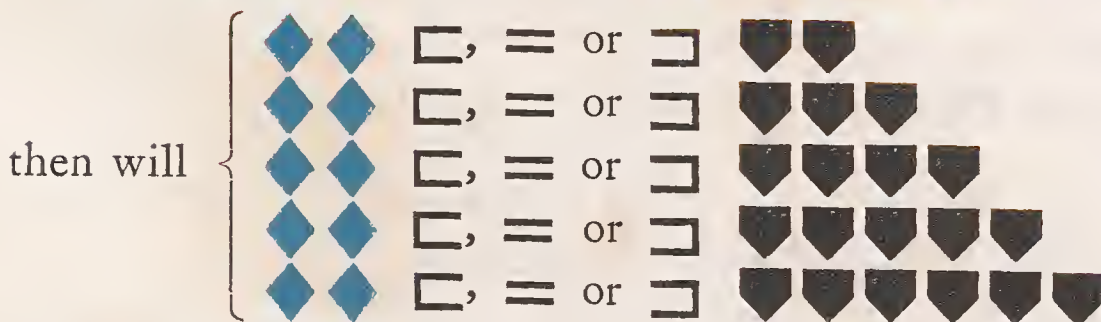 ⊏, = or ⊐
⊏, = or ⊐
then will ⊏, = or ⊐
⊏, = or ⊐
⊏, = or ⊐